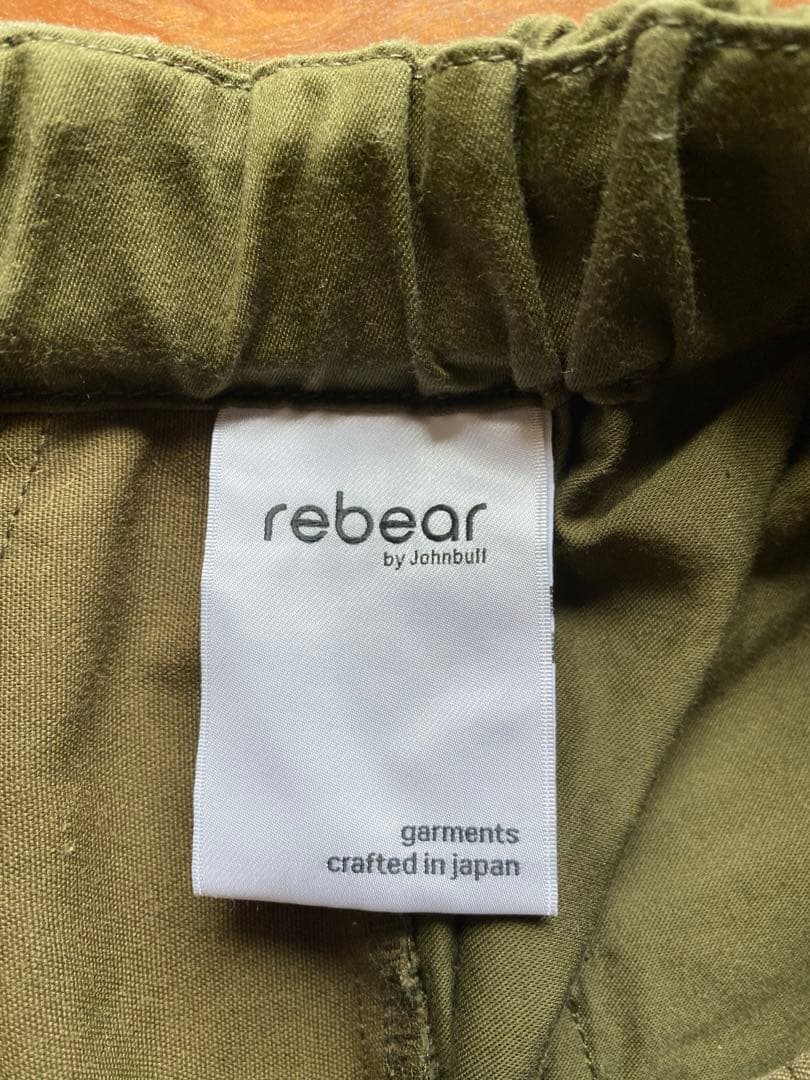 rebear
by Johnbull
garments
crafted in japan